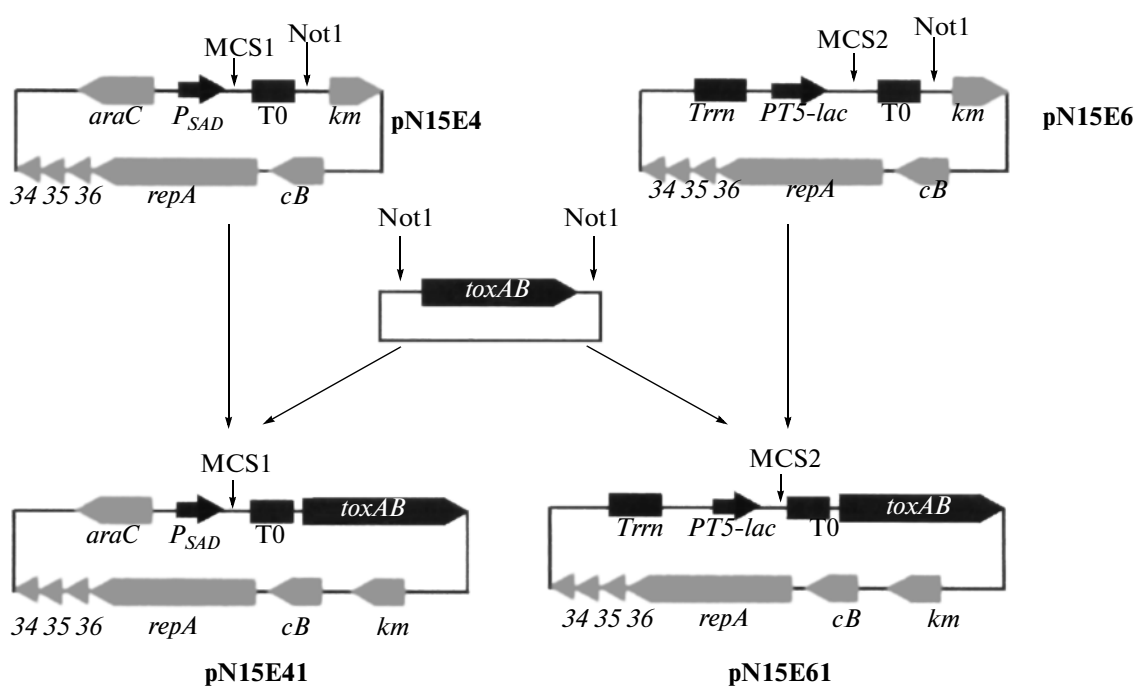 Not1
MCS1
Not1
MCS2
araC P_SAD T0 km
pN15E4
Trrn PT5-lac T0 km
pN15E6
34 35 36 repA cB
34 35 36 repA cB
Not1 Not1
toxAB
MCS1
MCS2
toxAB
toxAB
araC P_SAD T0
Trrn PT5-lac T0
34 35 36 repA cB km
34 35 36 repA cB km
pN15E41
pN15E61